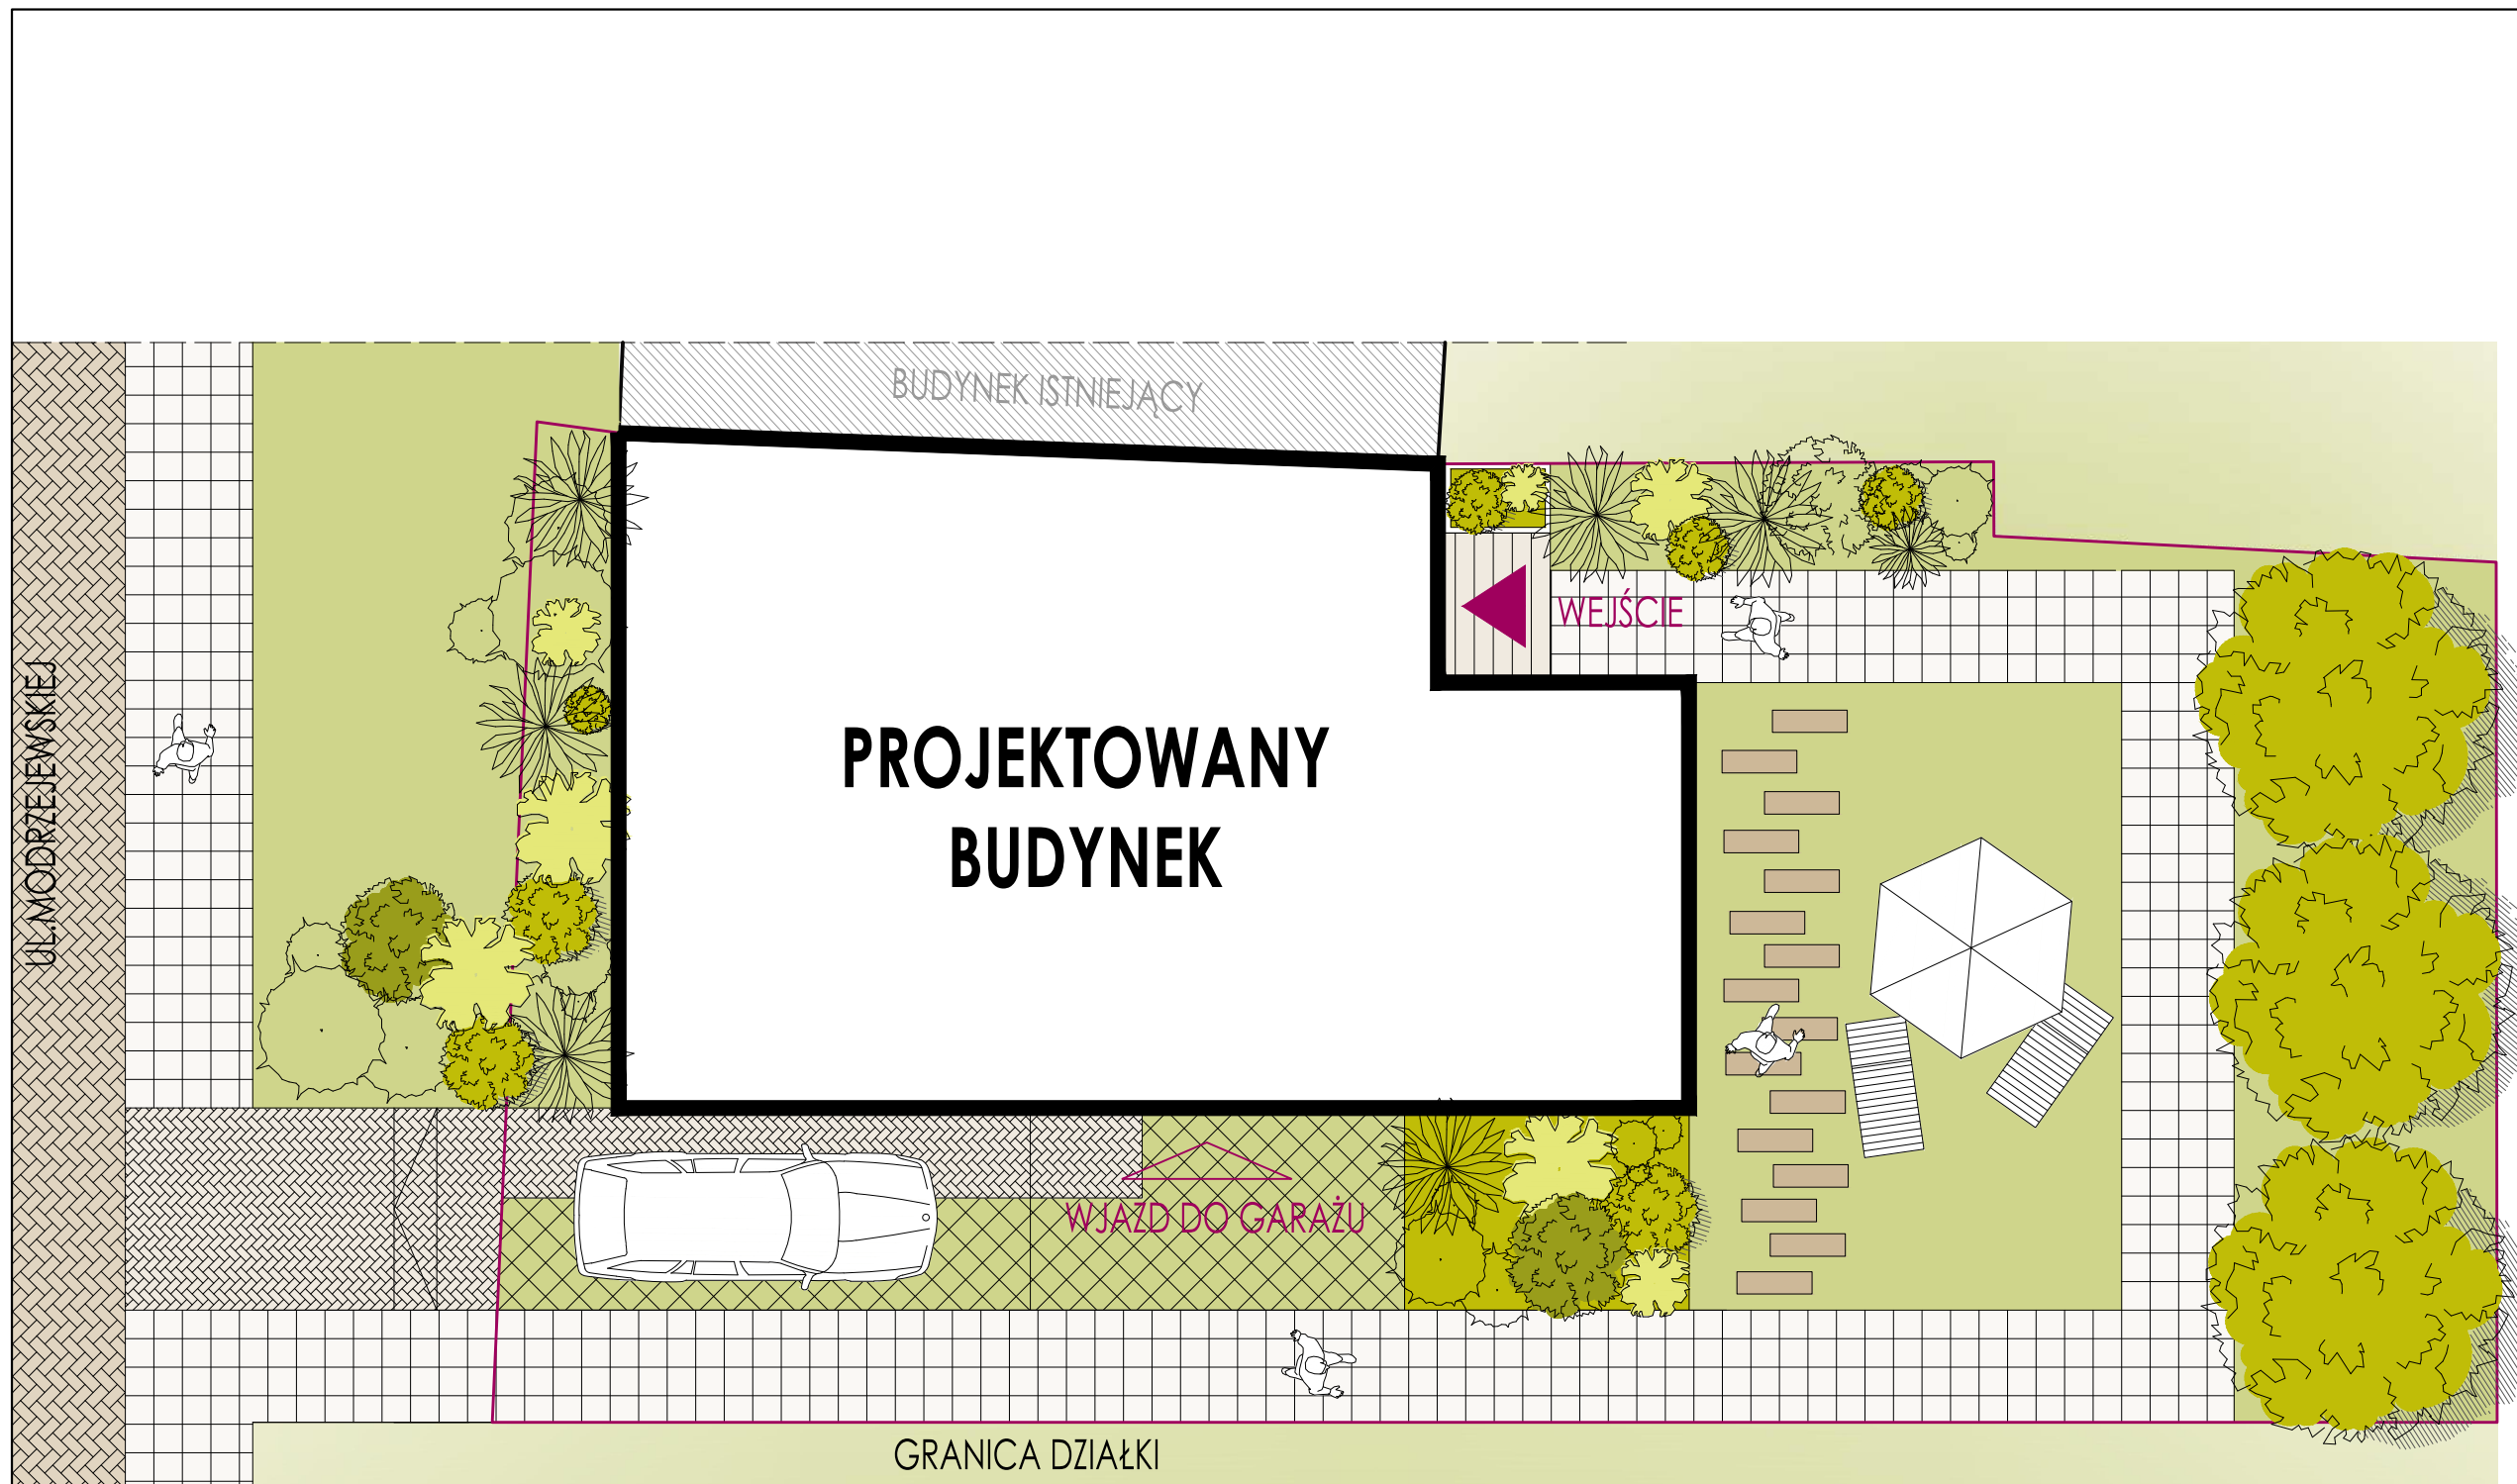 BUDYNEK ISTNIEJĄCY
WEJŚCIE
UL.MODRZEJEWSKIEJ
PROJEKTOWANY
BUDYNEK
WJAZD DO GARAŻU
GRANICA DZIAŁKI